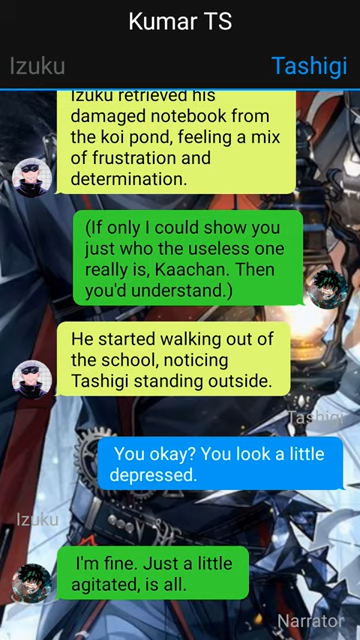 Kumar TS
Izuku
Tashigi
Izuku retrieved his
damaged notebook from
the koi pond, feeling a mix
of frustration and
determination.
(If only I could show you
just who the useless one
really is, Kaachan. Then
you'd understand.)
He started walking out of
the school, noticing
Tashigi standing outside.
Tashigi
You okay? You look a little
depressed.
Izuku
I'm fine. Just a little
agitated, is all.
Narrator